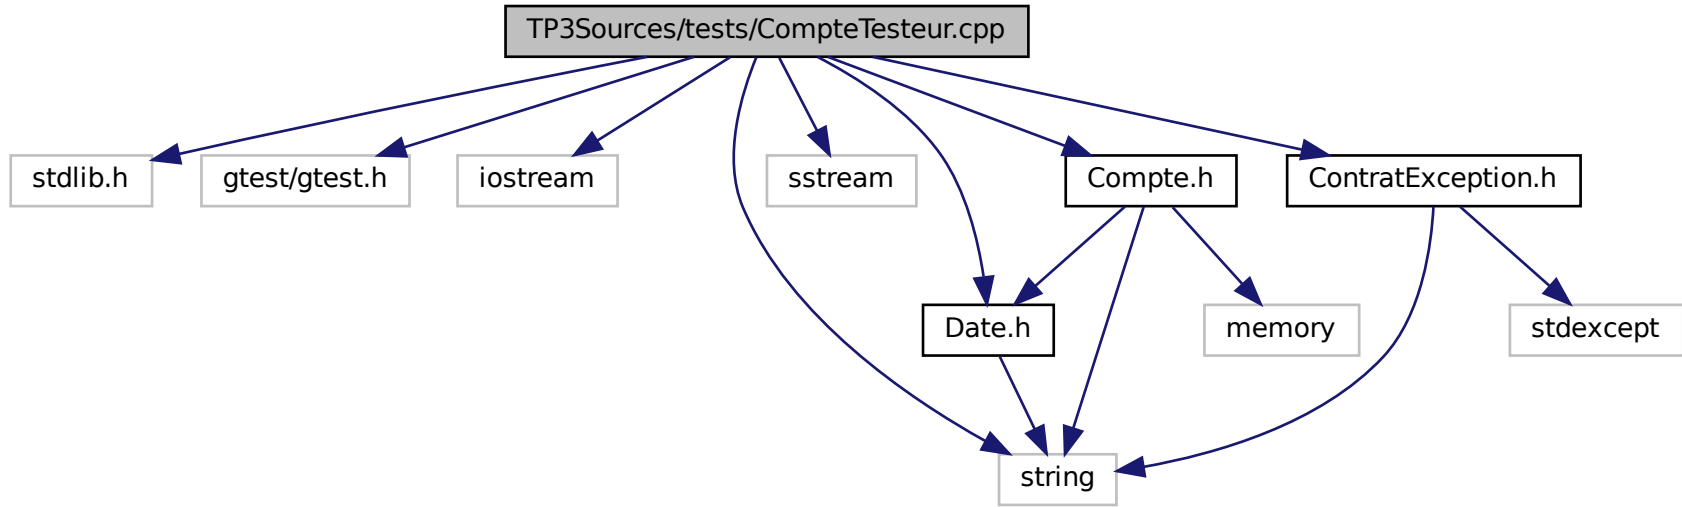 TP3Sources/tests/CompteTesteur.cpp
stdlib.h
gtest/gtest.h
iostream
sstream
Compte.h
ContratException.h
Date.h
memory
stdexcept
string